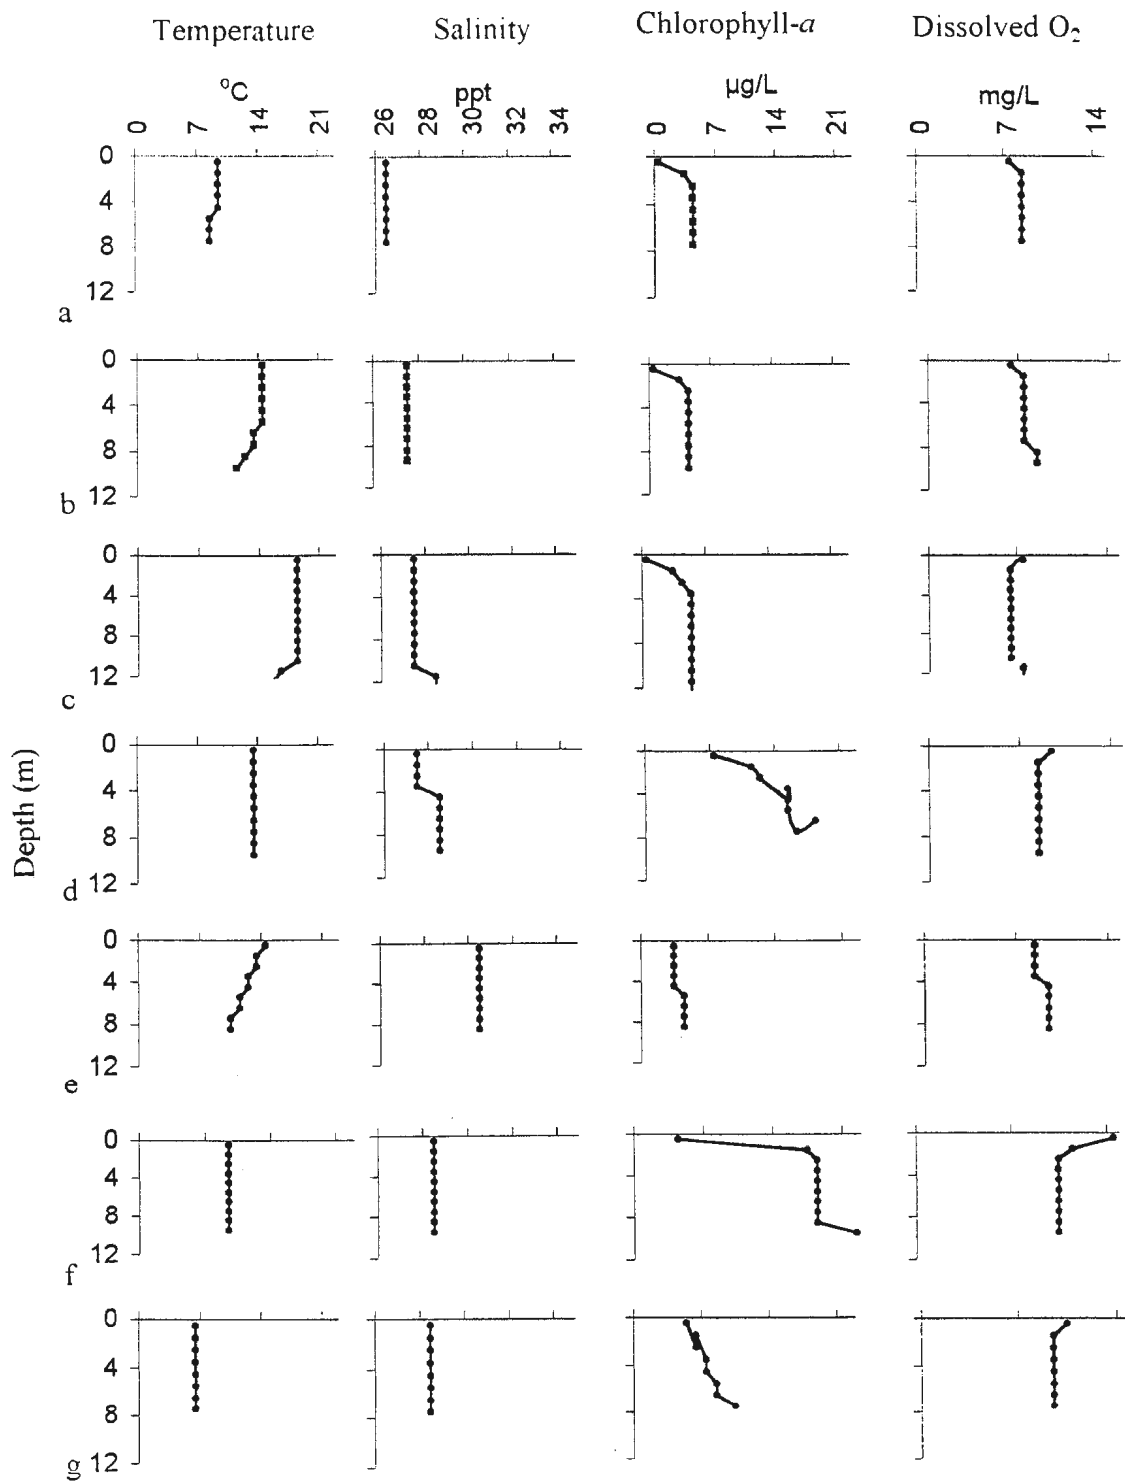 Temperature Salinity Chlorophyll-a Dissolved O₂
°C ppt µg/L mg/L
0 7 14 21 26 28 30 32 34 0 7 14 21 0 7 14
0
4
8
12
a
0
4
8
12
b
0
4
8
12
c
0
4
8
12
d
Depth (m)
0
4
8
12
e
0
4
8
12
f
0
4
8
12
g